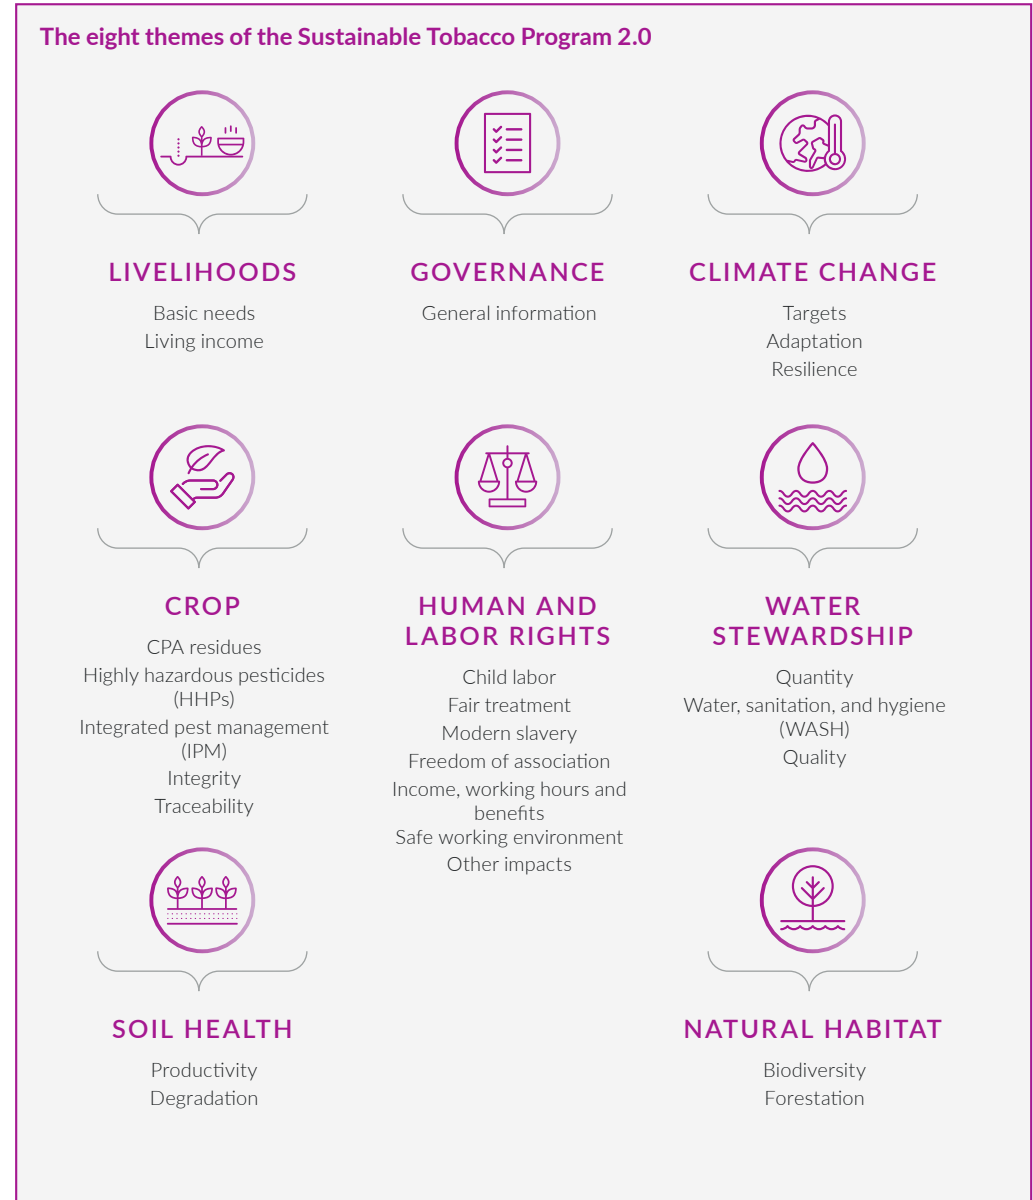 The eight themes of the Sustainable Tobacco Program 2.0
LIVELIHOODS
Basic needs
Living income
GOVERNANCE
General information
CLIMATE CHANGE
Targets
Adaptation
Resilience
CROP
CPA residues
Highly hazardous pesticides
(HHPs)
Integrated pest management
(IPM)
Integrity
Traceability
HUMAN AND
LABOR RIGHTS
Child labor
Fair treatment
Modern slavery
Freedom of association
Income, working hours and
benefits
Safe working environment
Other impacts
WATER
STEWARDSHIP
Quantity
Water, sanitation, and hygiene
(WASH)
Quality
SOIL HEALTH
Productivity
Degradation
NATURAL HABITAT
Biodiversity
Forestation